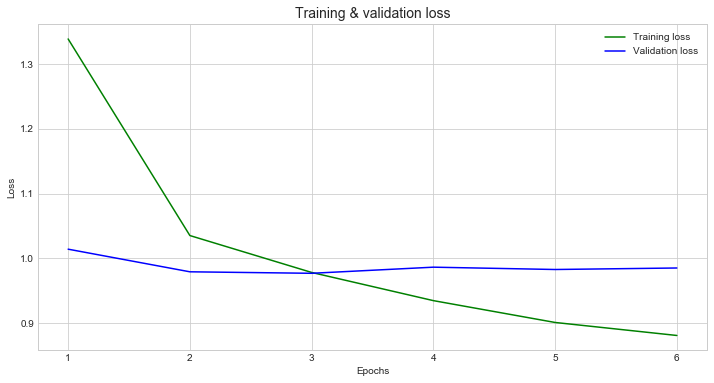 Training & validation loss
Training loss
Validation loss
1.3
1.2
1.1
1.0
0.9
Loss
1 2 3 4 5 6
Epochs